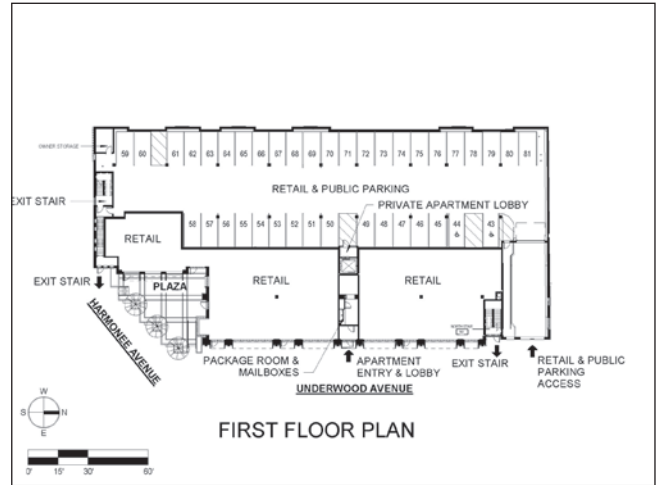 OWNER STORAGE
59 60 61 62 63 64 65 66 67 68 69 70 71 72 73 74 75 76 77 78 79 80 81
RETAIL & PUBLIC PARKING
EXIT STAIR
PRIVATE APARTMENT LOBBY
58 57 56 55 54 53 52 51 50 49 48 47 46 45 44 43
RETAIL
EXIT STAIR
PLAZA
RETAIL
RETAIL
HARMONEE AVENUE
PACKAGE ROOM &
MAILBOXES
APARTMENT
ENTRY & LOBBY
EXIT STAIR
RETAIL & PUBLIC
PARKING
ACCESS
UNDERWOOD AVENUE
W
S N
E
FIRST FLOOR PLAN
0' 15' 30' 60'